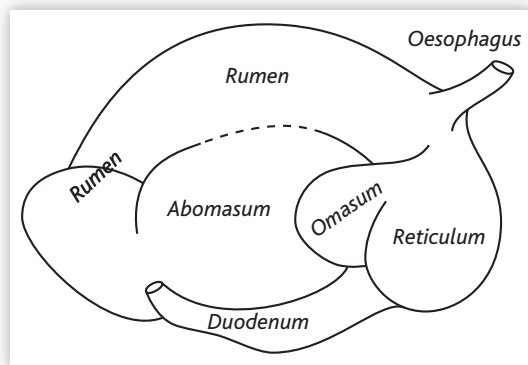 Oesophagus
Rumen
Rumen
Abomasum
Omasum
Reticulum
Duodenum